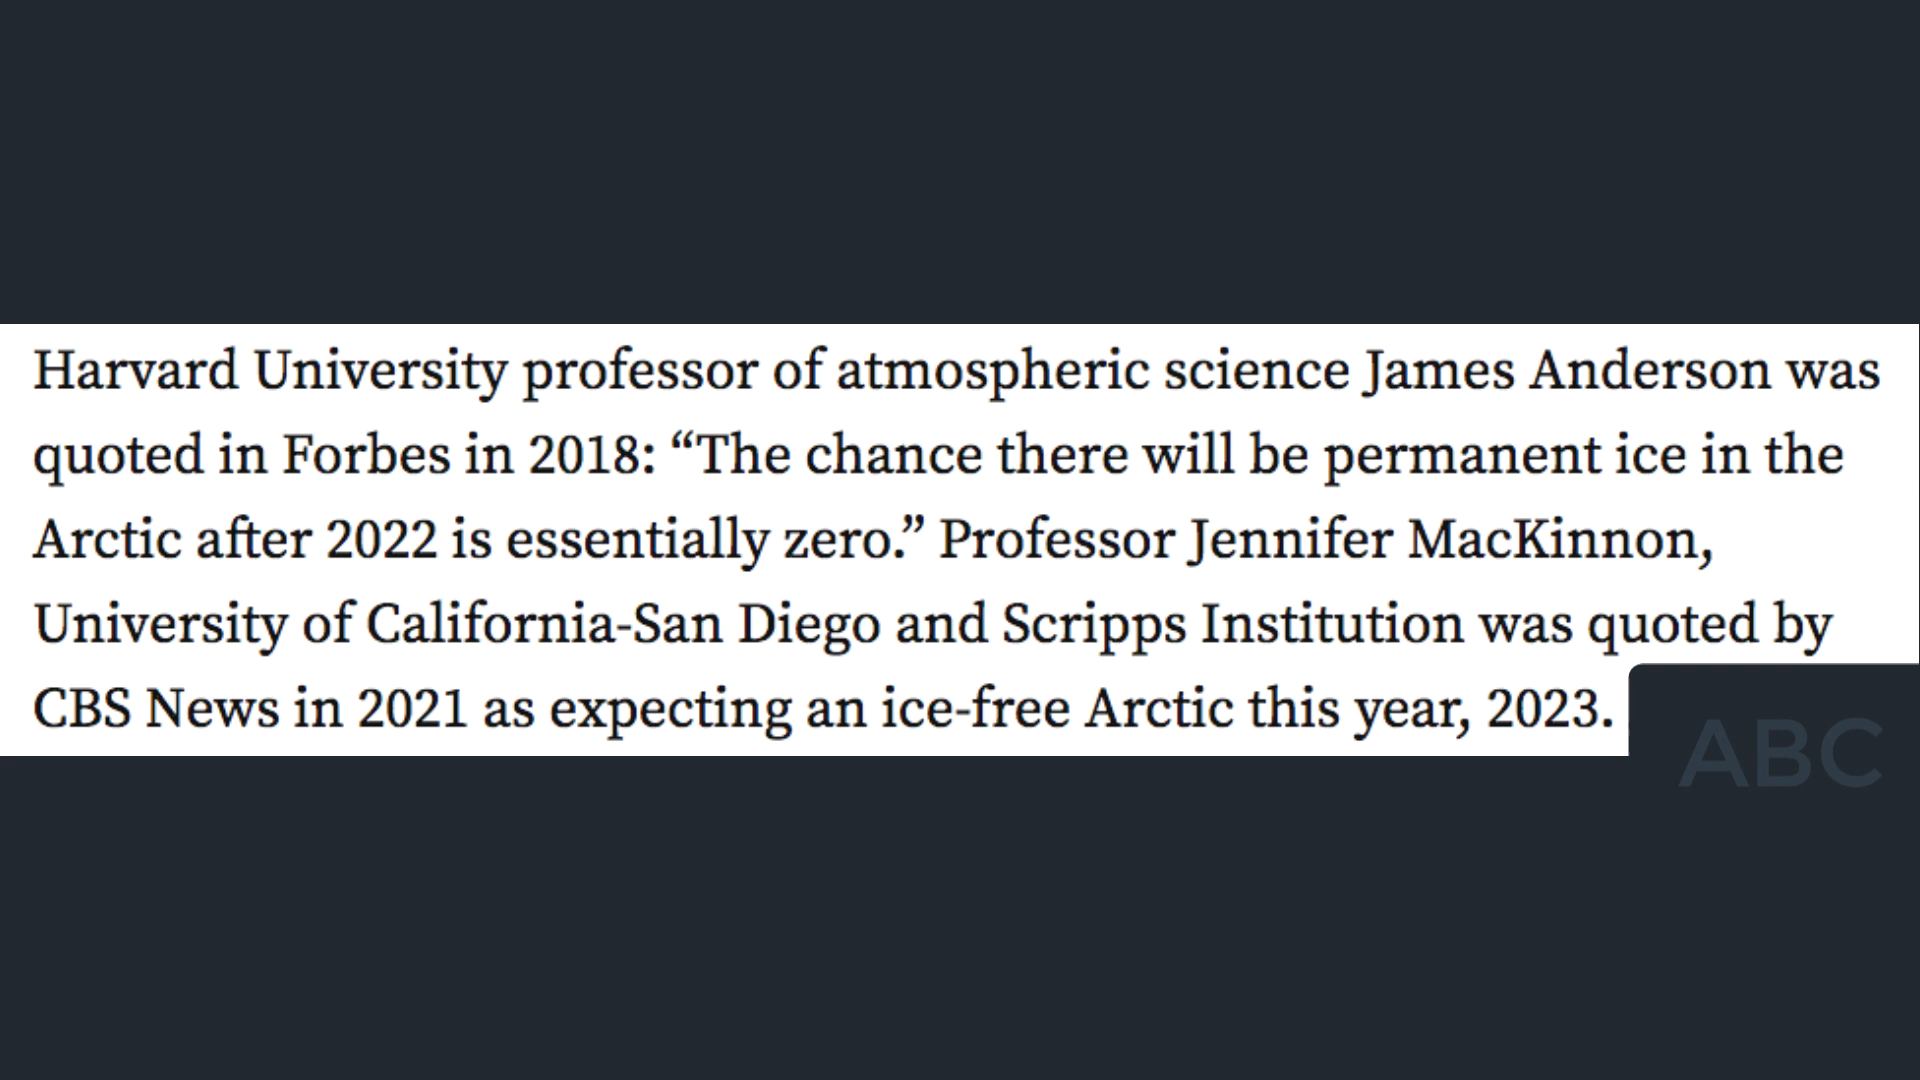 Harvard University professor of atmospheric science James Anderson was
quoted in Forbes in 2018: “The chance there will be permanent ice in the
Arctic after 2022 is essentially zero.” Professor Jennifer MacKinnon,
University of California-San Diego and Scripps Institution was quoted by
CBS News in 2021 as expecting an ice-free Arctic this year, 2023.
ABC